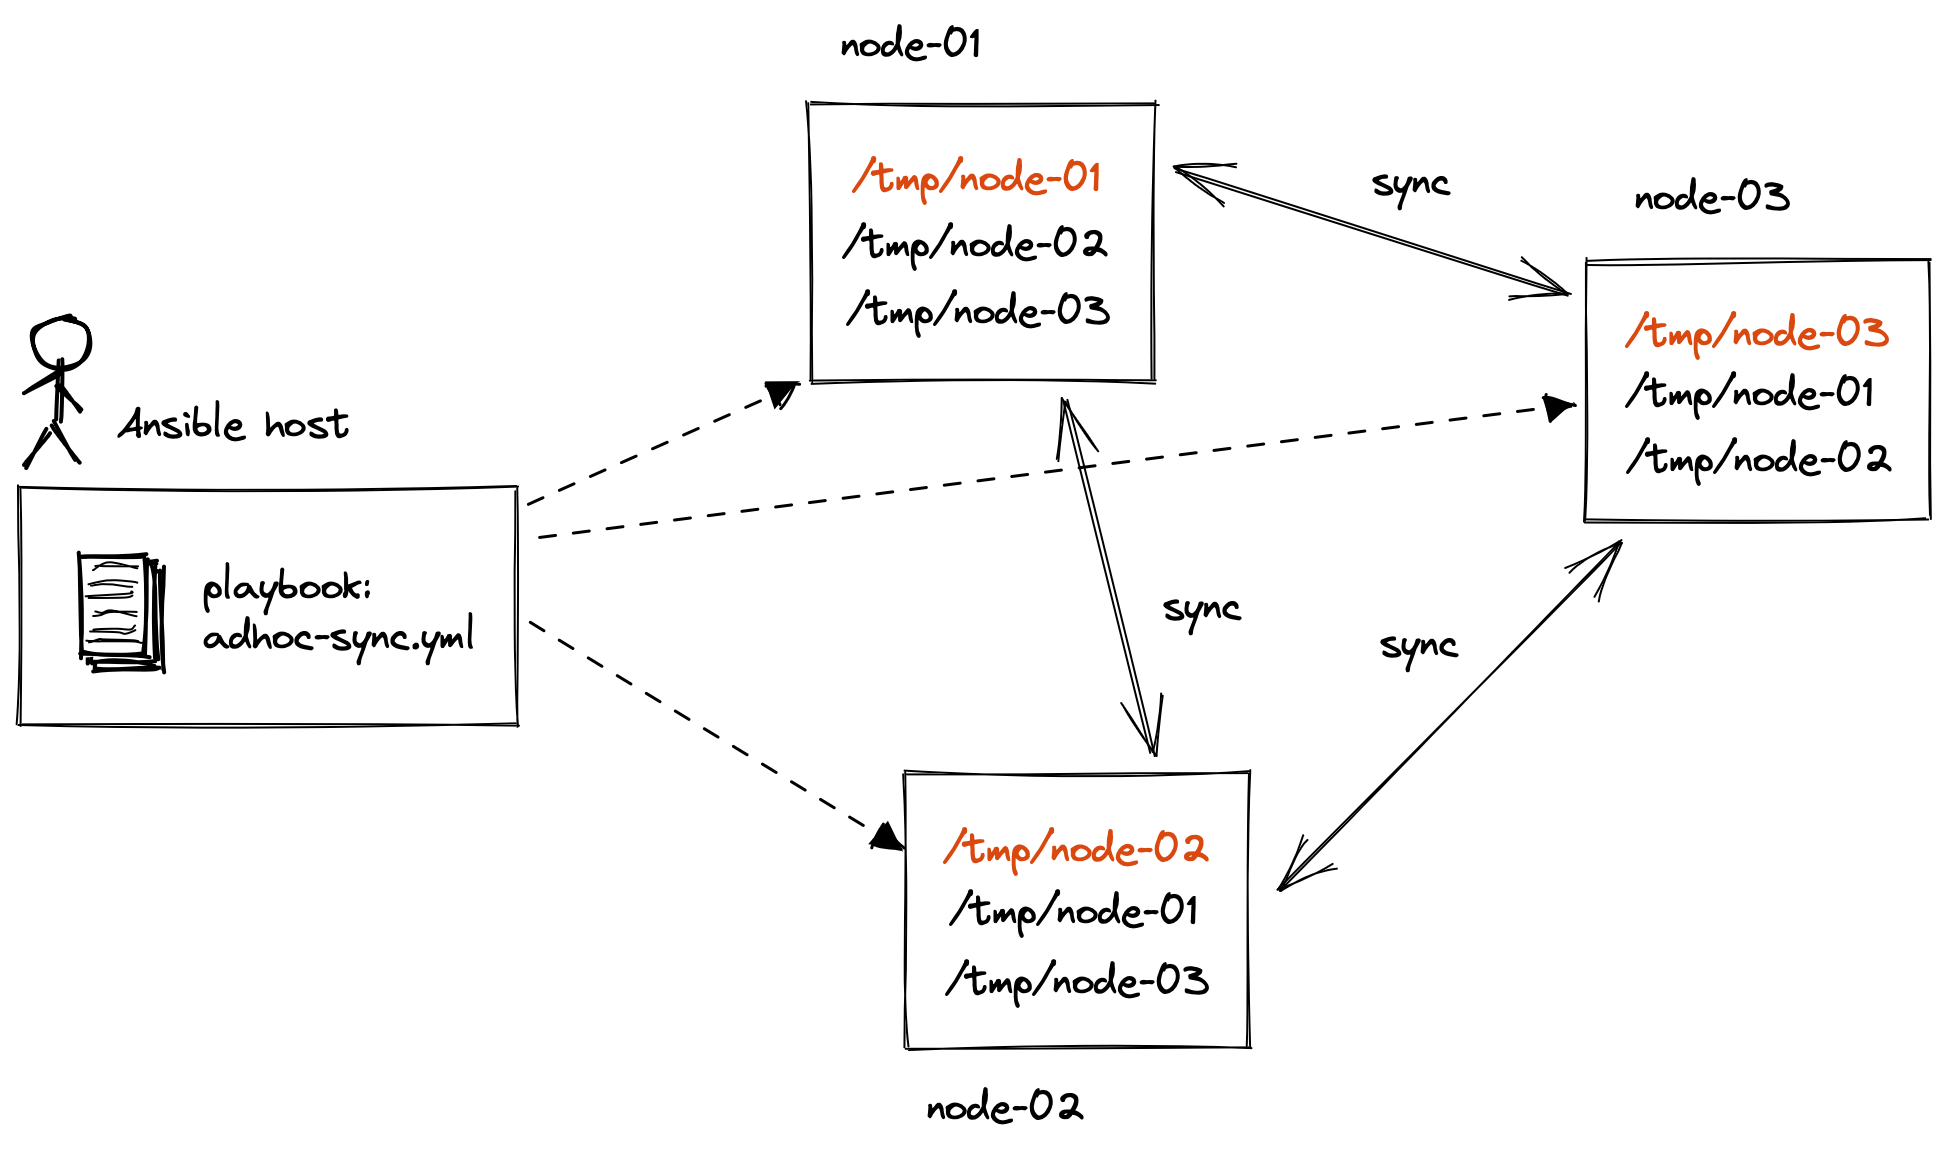 node-01
/tmp/node-01
/tmp/node-02
/tmp/node-03
sync
node-03
/tmp/node-03
/tmp/node-01
/tmp/node-02
Ansible host
playbook:
adhoc-sync.yml
sync
sync
/tmp/node-02
/tmp/node-01
/tmp/node-03
node-02